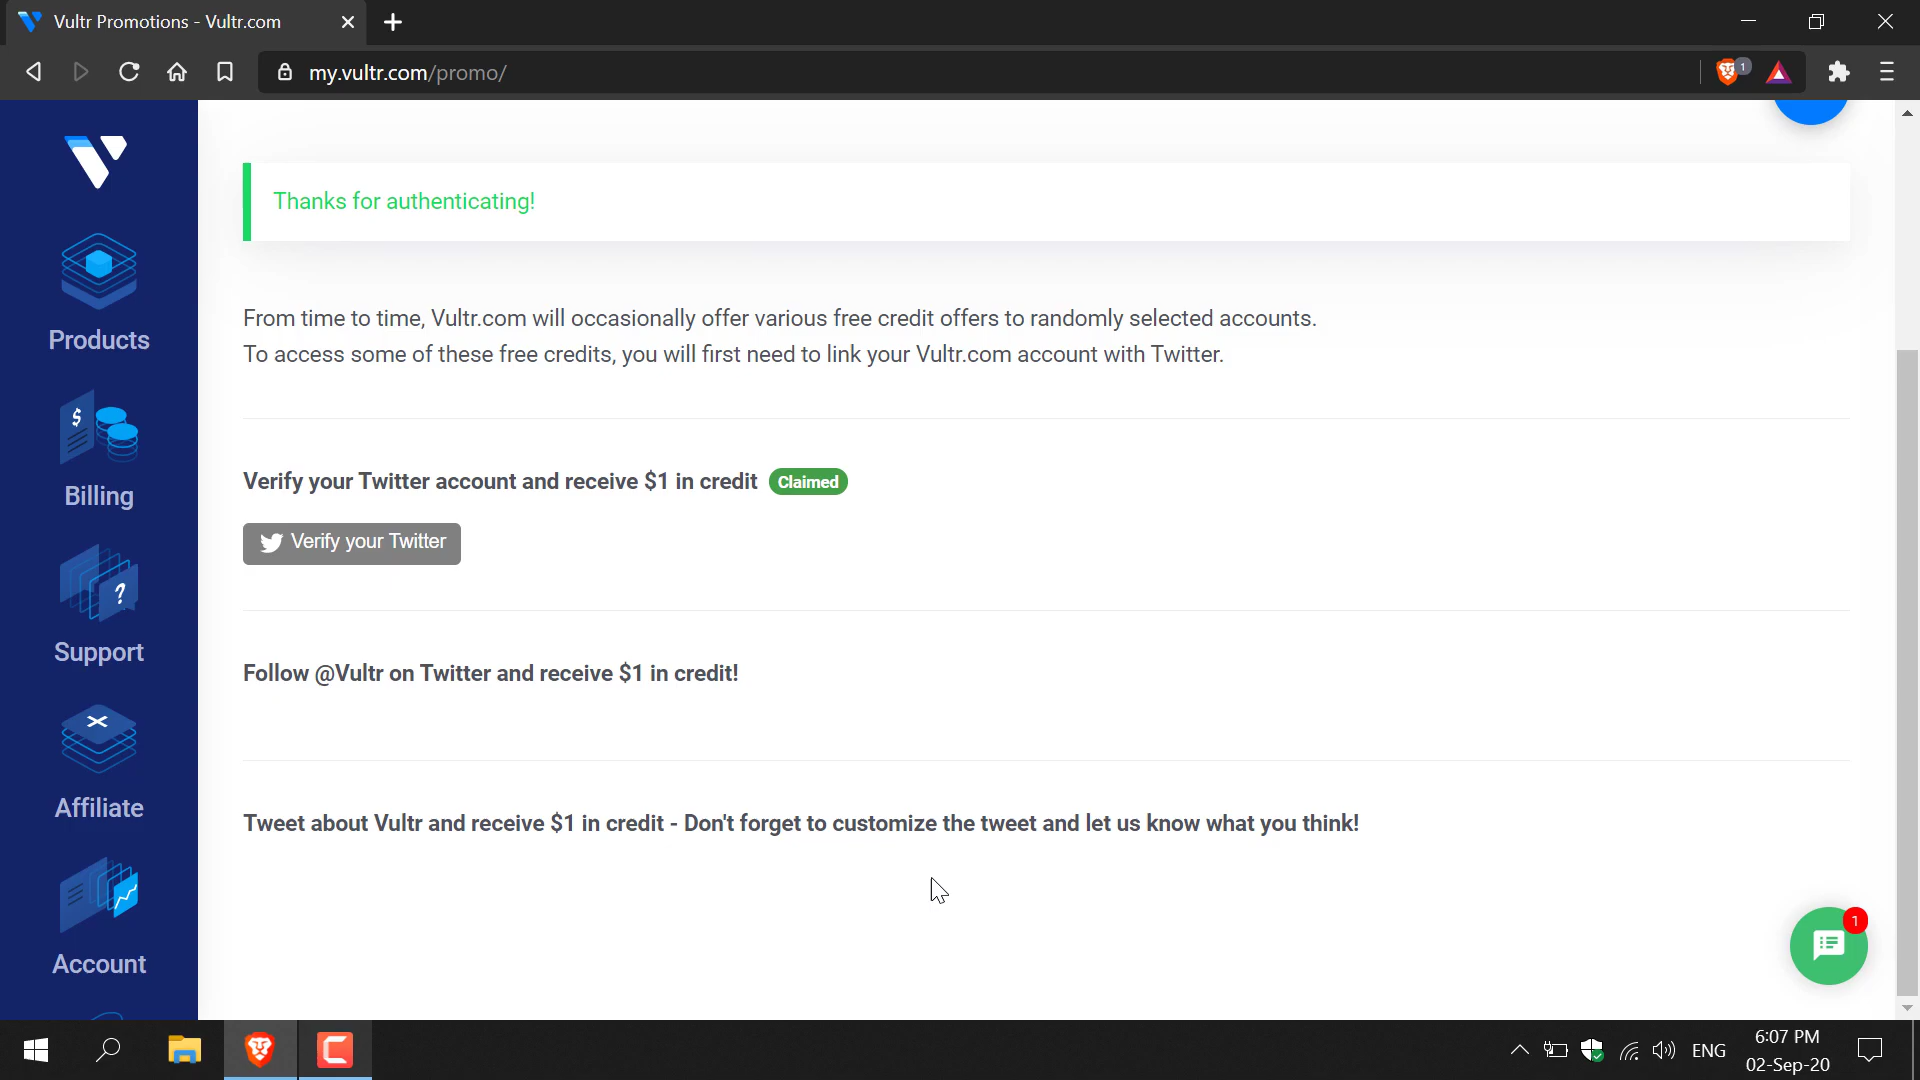 Vultr Promotions - Vultr.com
my.vultr.com/promo/
1
Products
$
Billing
?
Support
Affiliate
Account
Thanks for authenticating!
From time to time, Vultr.com will occasionally offer various free credit offers to randomly selected accounts.
To access some of these free credits, you will first need to link your Vultr.com account with Twitter.
Verify your Twitter account and receive $1 in credit Claimed
Verify your Twitter
Follow @Vultr on Twitter and receive $1 in credit!
Tweet about Vultr and receive $1 in credit - Don't forget to customize the tweet and let us know what you think!
1
ENG
6:07 PM
02-Sep-20